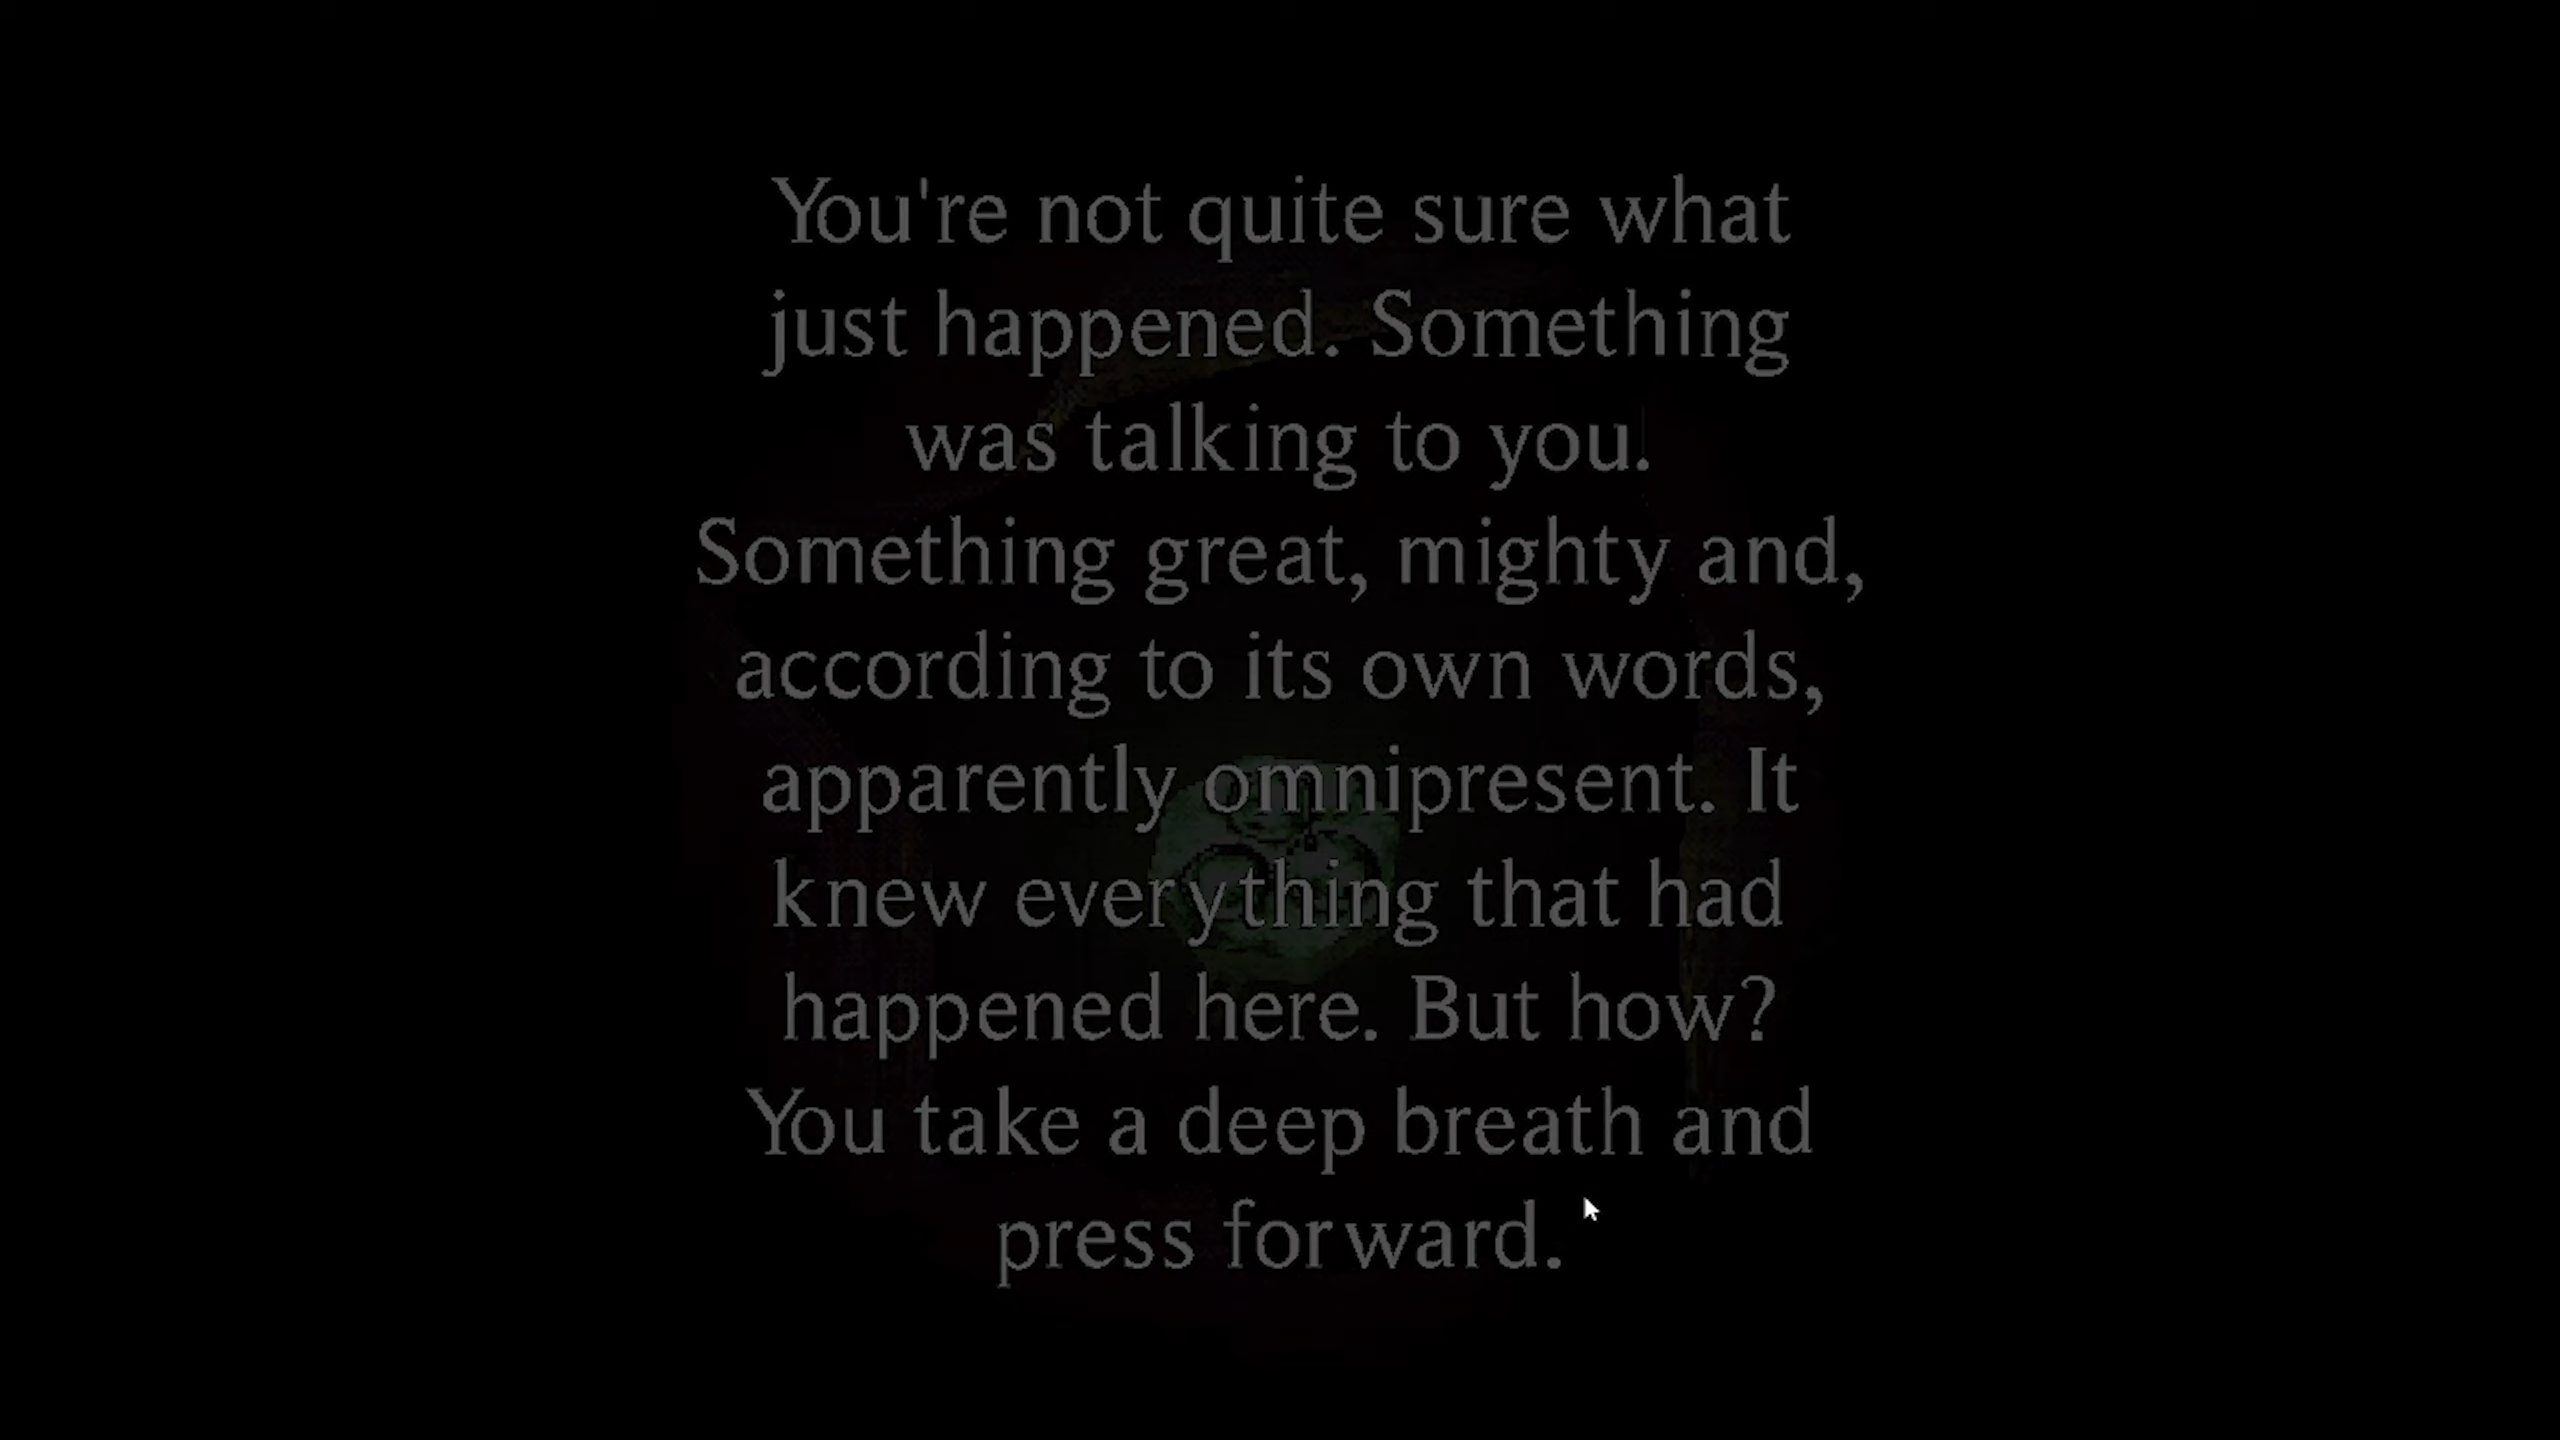 You're not quite sure what
just happened. Something
was talking to you.
Something great, mighty and,
according to its own words,
apparently omnipresent. It
knew everything that had
happened here. But how?
You take a deep breath and
press forward.